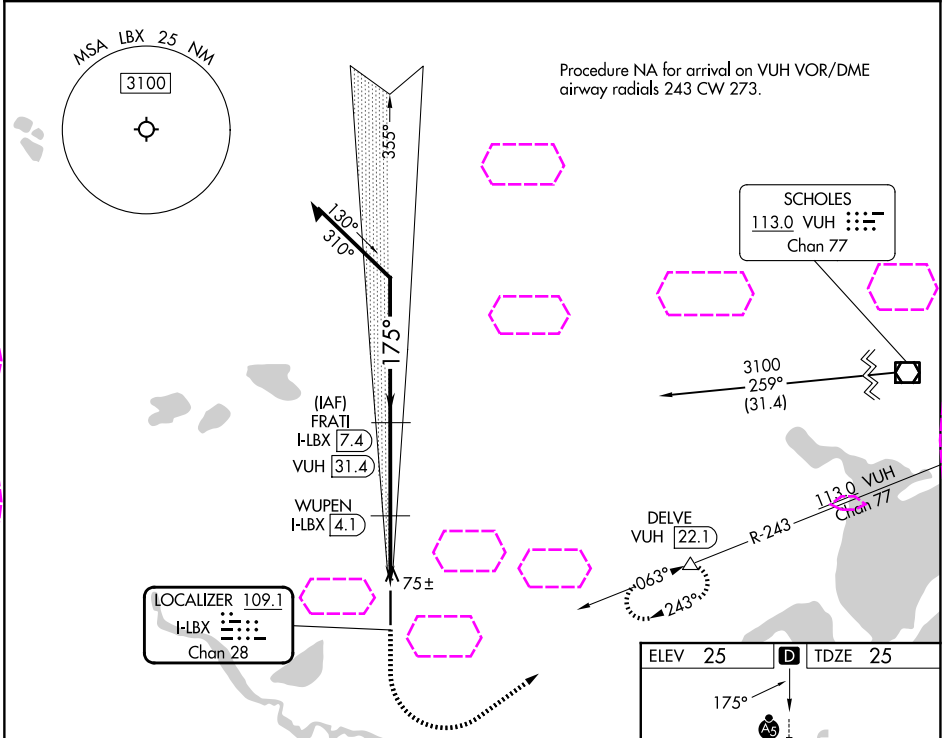 MSA LBX 25 NM
3100
Procedure NA for arrival on VUH VOR/DME
airway radials 243 CW 273.
355°
130°
310°
175°
SCHOLES
113.0 VUH
Chan 77
3100
259°
(31.4)
(IAF)
FRATI
I-LBX 7.4
VUH 31.4
WUPEN
I-LBX 4.1
113.0 VUH
Chan 77
R-243
DELVE
VUH 22.1
063°
243°
75±
LOCALIZER 109.1
I-LBX
Chan 28
ELEV 25 D TDZE 25
175°
A5